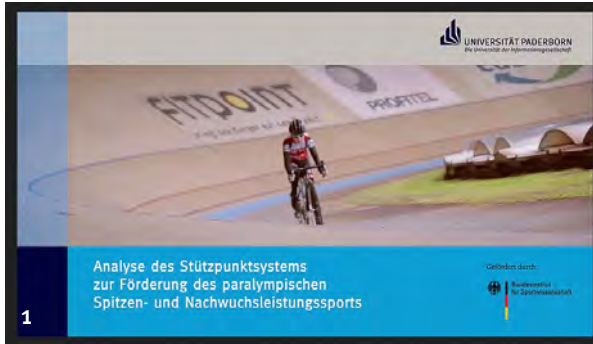 UNIVERSITÄT PADERBORN
Die Universität der Informationsgesellschaft
FITPOINT
PROFITEL
Analyse des Stützpunktsystems
zur Förderung des paralympischen
Spitzen- und Nachwuchsleistungssports
Gefördert durch:
Bundesinstitut
für Sportwissenschaft
1